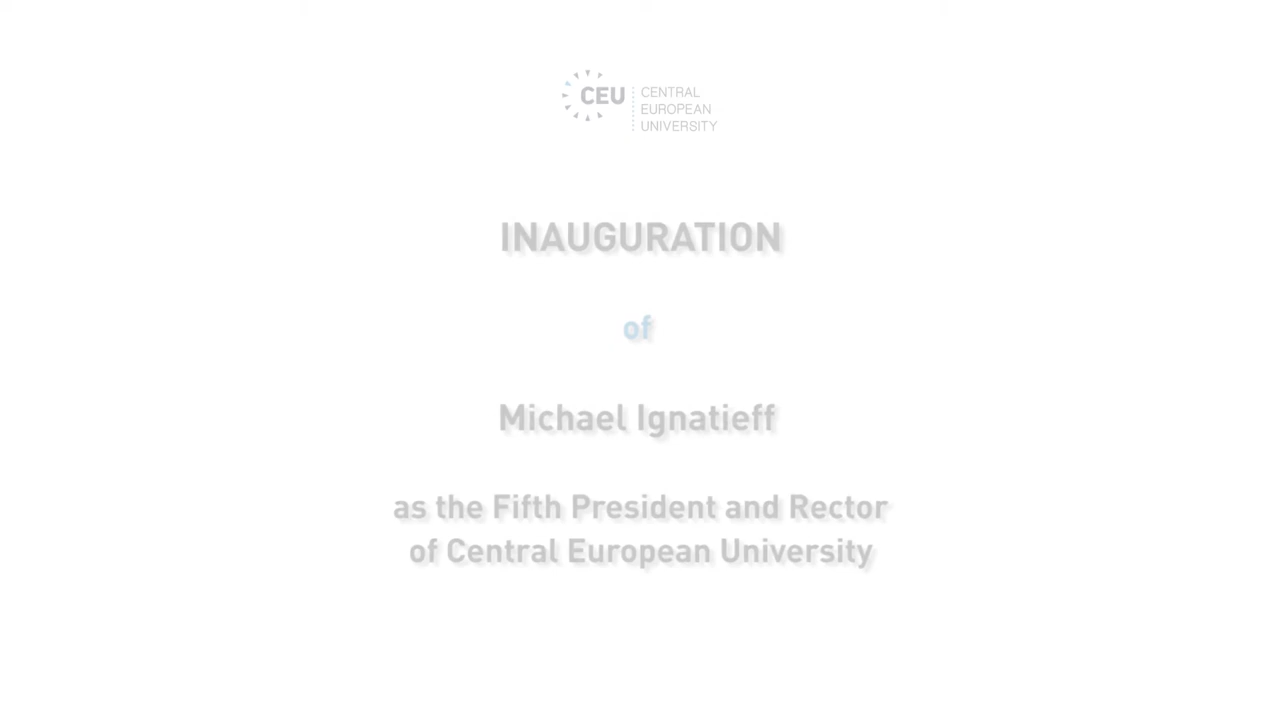 CEU
CENTRAL
EUROPEAN
UNIVERSITY
INAUGURATION
of
Michael Ignatieff
as the Fifth President and Rector
of Central European University